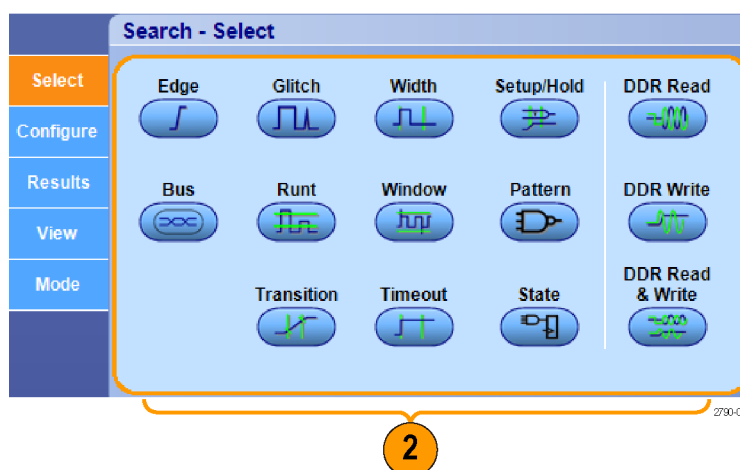 Search - Select
Select
Configure
Results
View
Mode
Edge Glitch Width Setup/Hold DDR Read
Bus Runt Window Pattern DDR Write
Transition Timeout State DDR Read
& Write
2